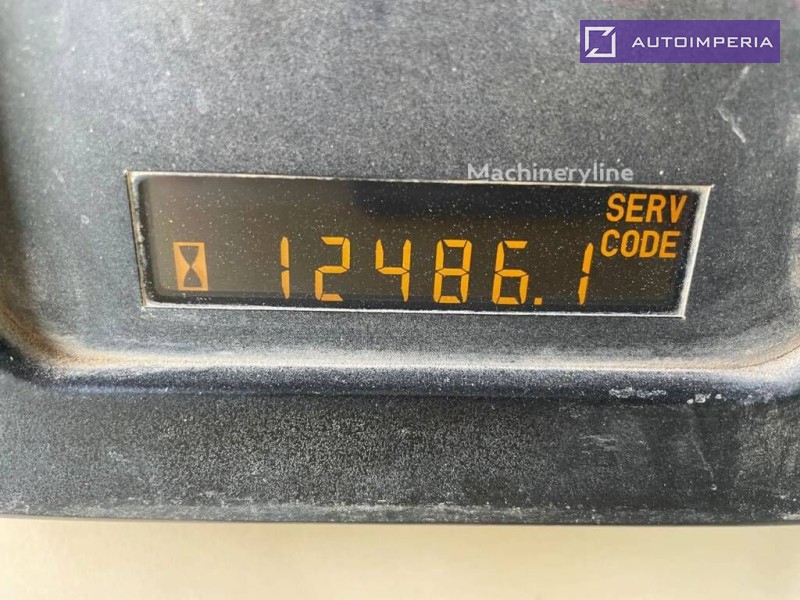 AUTOIMPERIA
Machineryline
SERV
CODE
12486.1